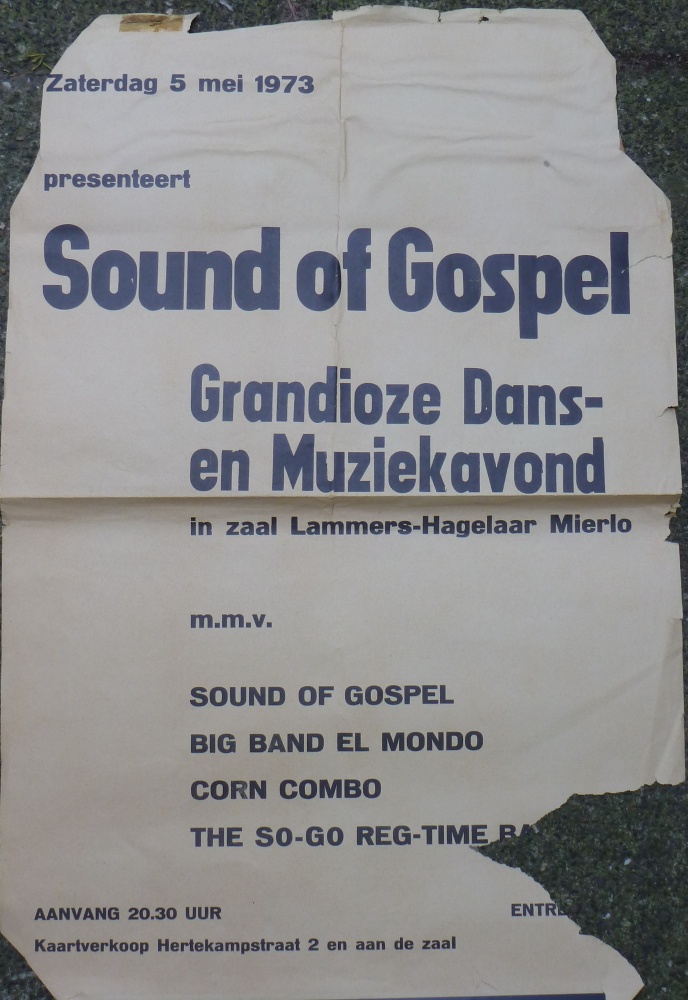 Zaterdag 5 mei 1973
presenteert
Sound of Gospel
Grandioze Dans-
en Muziekavond
in zaal Lammers-Hagelaar Mierlo
m.m.v.
SOUND OF GOSPEL
BIG BAND EL MONDO
CORN COMBO
THE SO-GO REG-TIME
AANVANG 20.30 UUR
Kaartverkoop Hertekampstraat 2 en aan de zaal